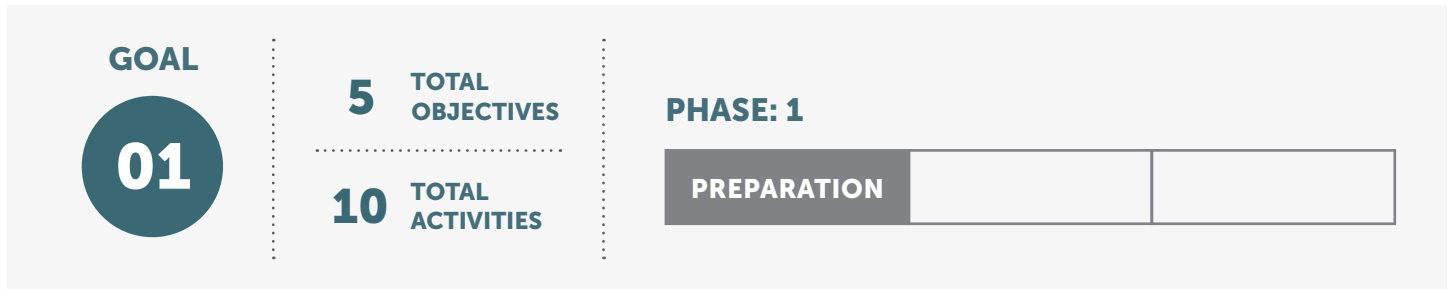 GOAL
01
5
TOTAL
OBJECTIVES
10
TOTAL
ACTIVITIES
PHASE: 1
PREPARATION